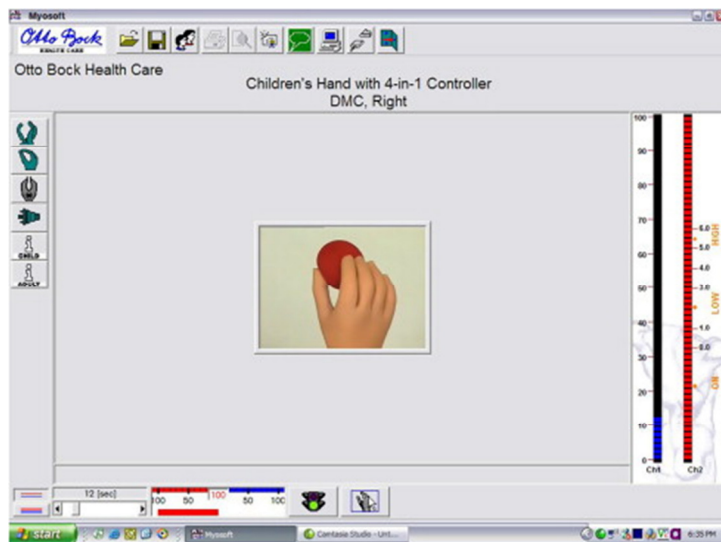 Myosoft
Otto Bock
HEALTH CARE
Otto Bock Health Care
Children's Hand with 4-in-1 Controller
DMC, Right
CHILD
ADULT
100
90
80
70
60
50
40
30
20
10
0
Ch1
Ch2
6.0
5.0
4.0
3.0
1.0
0.0
HIGH
LOW
ON
12 [sec]
100 50 100 50 100
start
Myosoft
Camtasia Studio - Unt...
6:35 PM